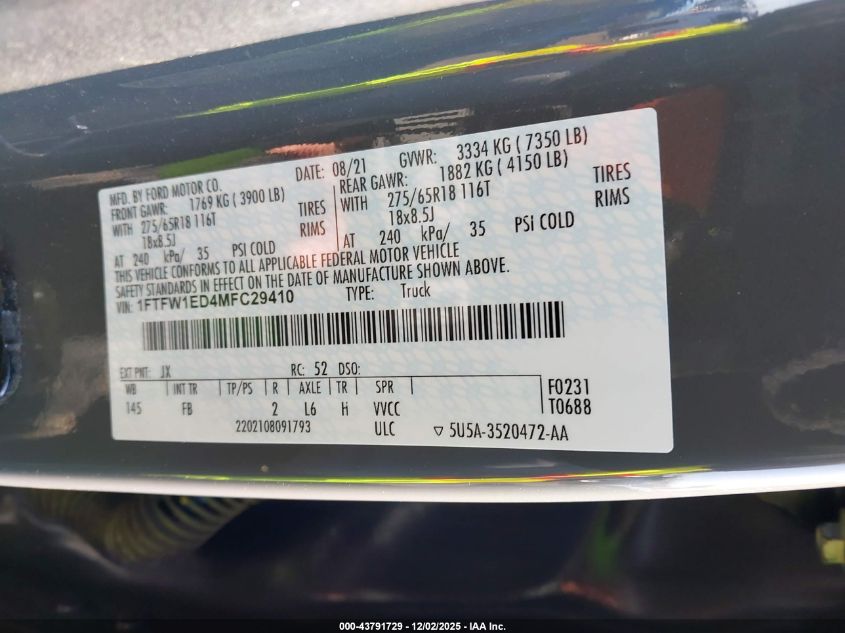 MFD. BY FORD MOTOR CO.
DATE: 08/21 GVWR: 3334 KG ( 7350 LB)
FRONT GAWR: 1769 KG ( 3900 LB)
REAR GAWR: 1882 KG ( 4150 LB)
WITH 275/65R18 116T TIRES
WITH 275/65R18 116T TIRES
18x8.5J RIMS
18x8.5J RIMS
AT 240 kPa/ 35 PSI COLD
AT 240 kPa/ 35 PSi COLD
THIS VEHICLE CONFORMS TO ALL APPLICABLE FEDERAL MOTOR VEHICLE
SAFETY STANDARDS IN EFFECT ON THE DATE OF MANUFACTURE SHOWN ABOVE.
VIN: 1FTFW1ED4MFC29410 TYPE: Truck
EXT PNT: JX RC: 52 DSO:
WB INT TR TP/PS R AXLE TR SPR F0231
145 FB 2 L6 H VVCC T0688
2202108091793 ULC ▽ 5U5A-3520472-AA
000-43791729 - 12/02/2025 - IAA Inc.